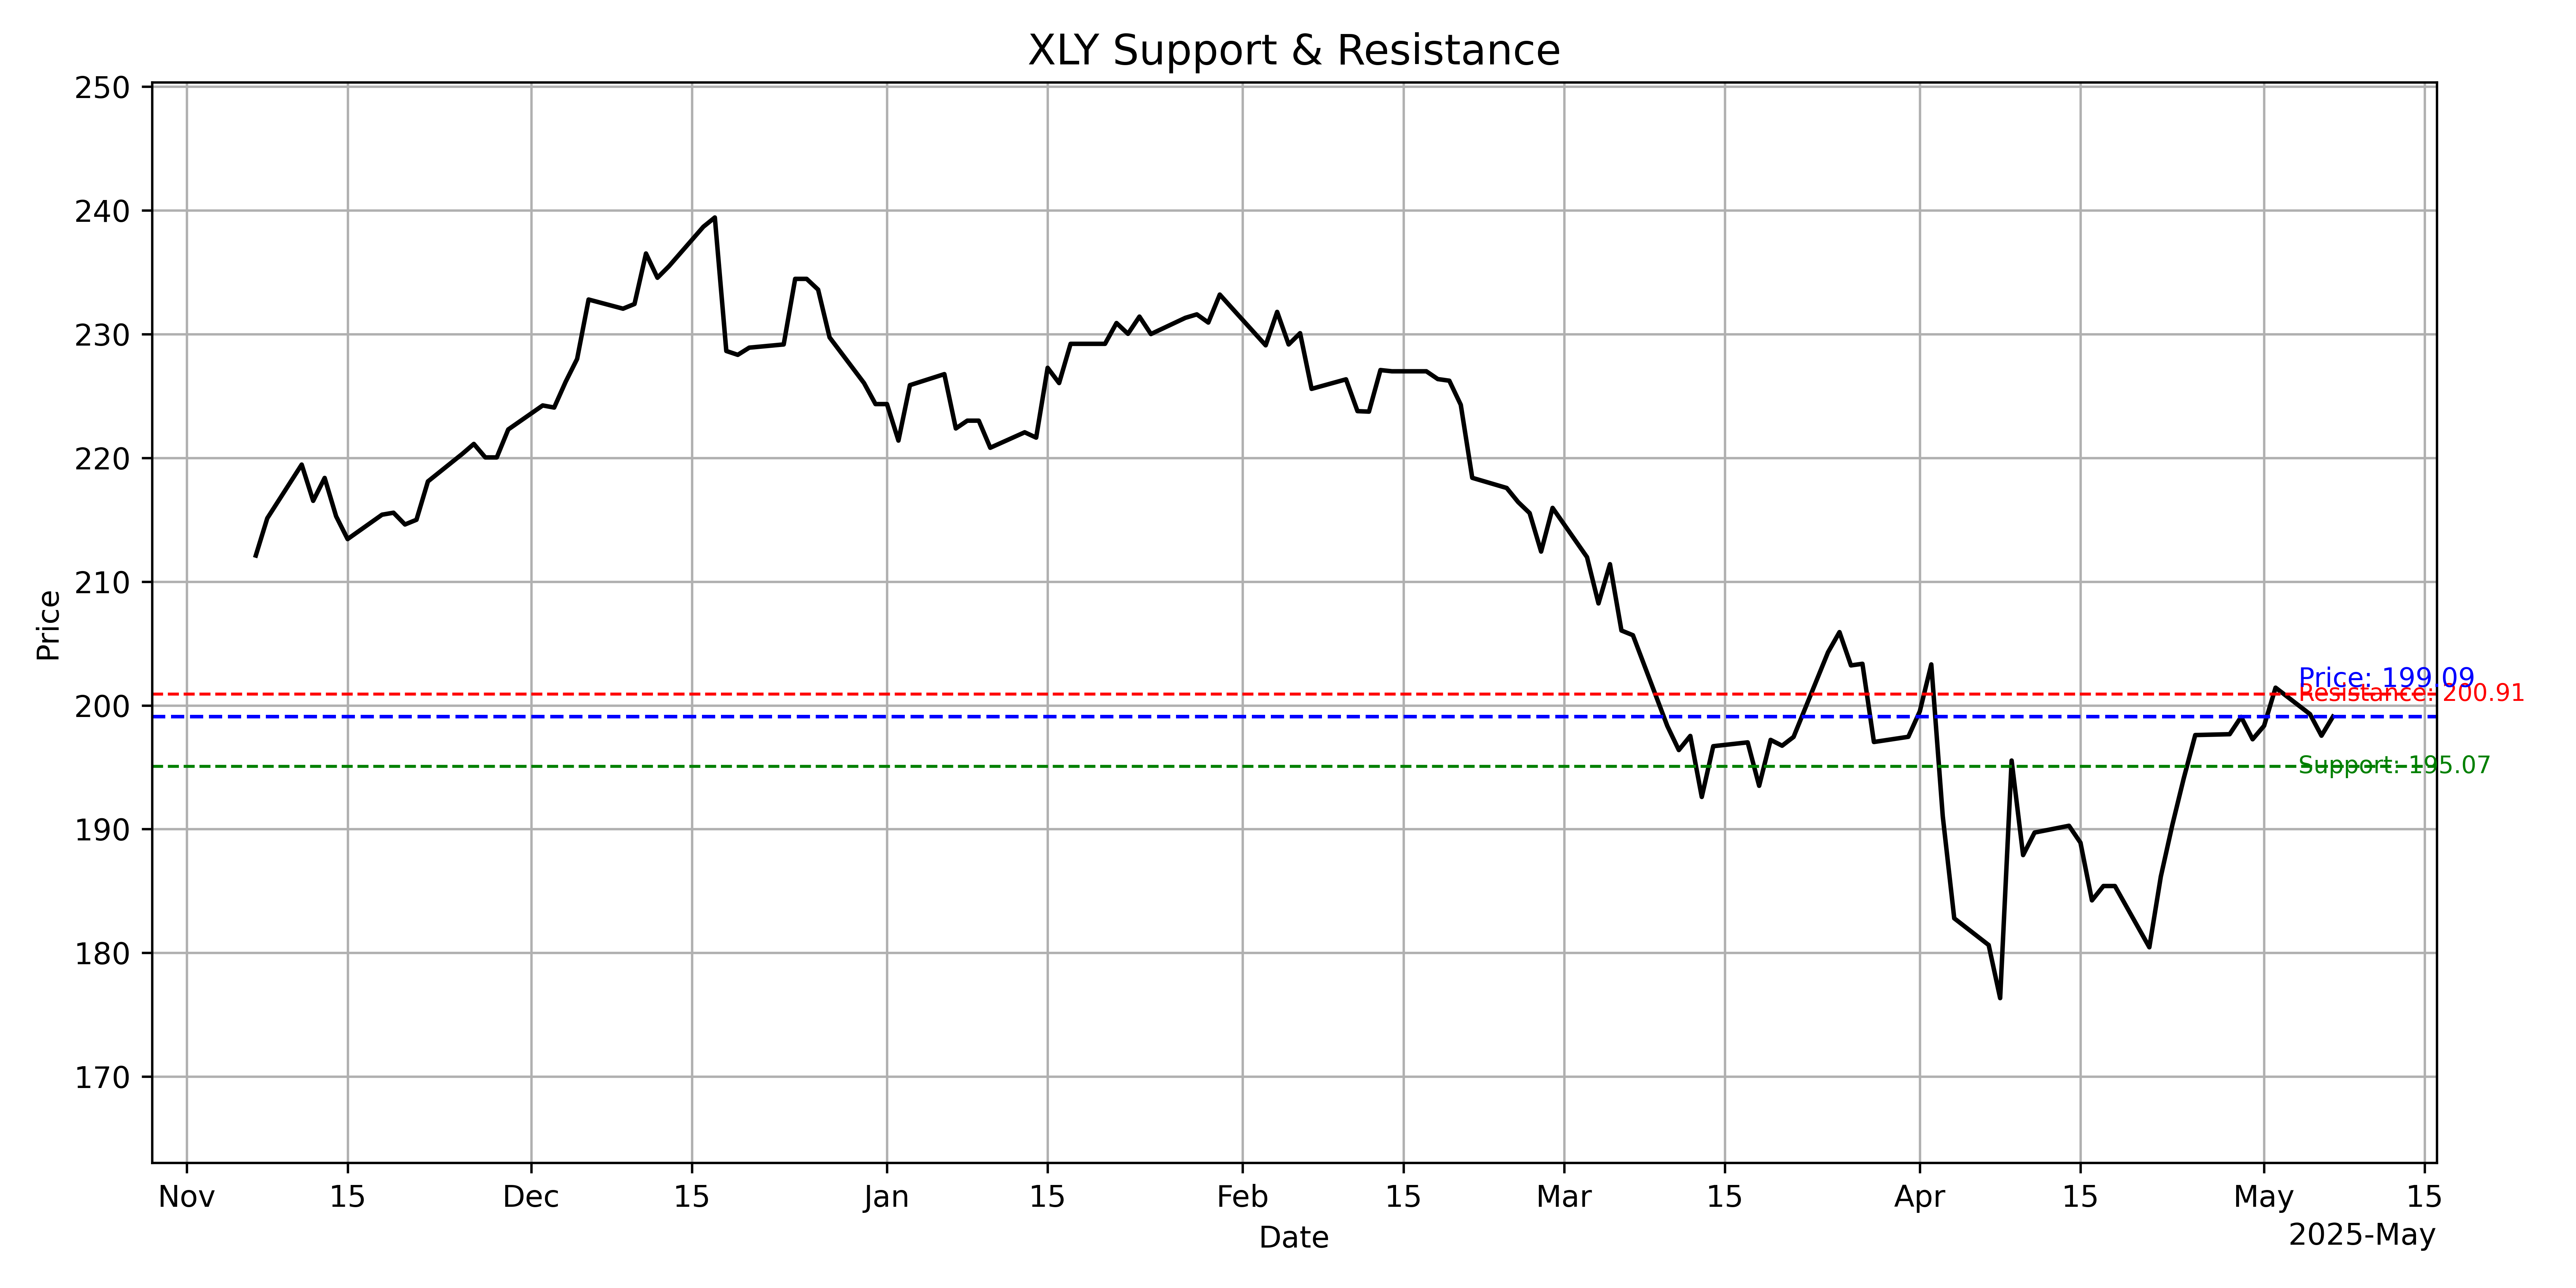 XLY Support & Resistance
250
240
230
220
210
200
190
180
170
Price
Price: 199.09
Resistance: 200.91
Support: 195.07
Nov 15 Dec 15 Jan 15 Feb 15 Mar 15 Apr 15 May 15
Date
2025-May